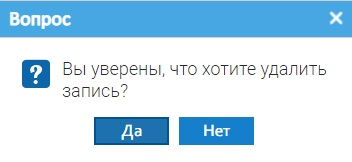 Вопрос
Вы уверены, что хотите удалить
запись?
Да
Нет